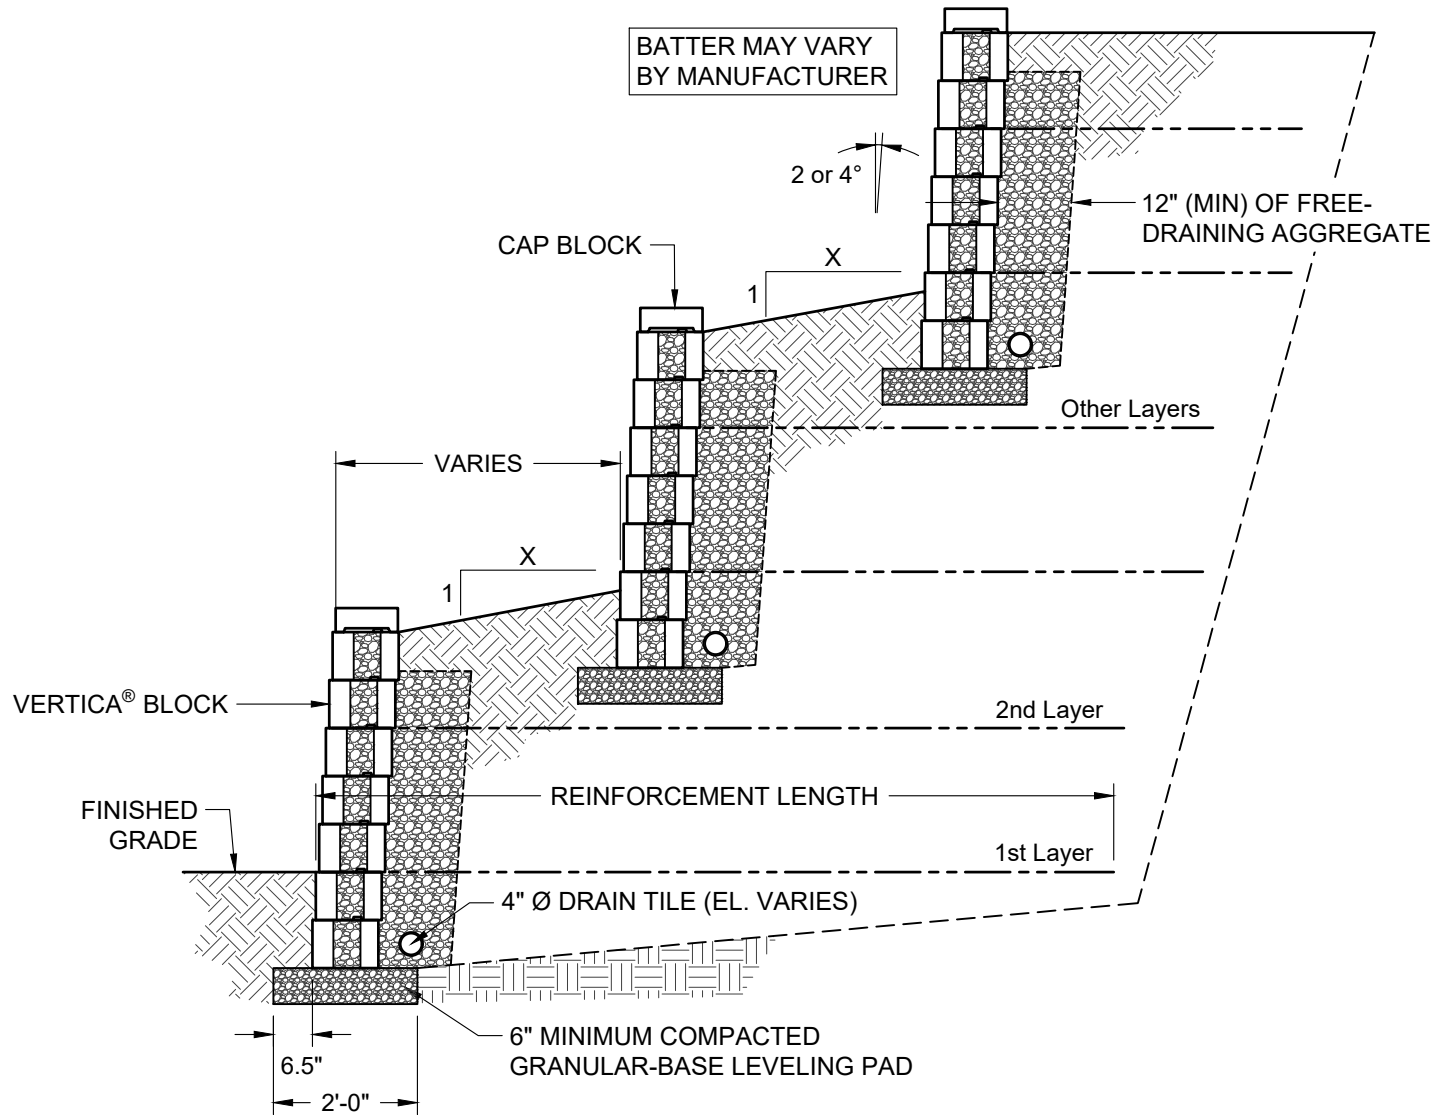 BATTER MAY VARY
BY MANUFACTURER
2 or 4°
12" (MIN) OF FREE-
DRAINING AGGREGATE
CAP BLOCK
X
1
Other Layers
VARIES
X
1
VERTICA® BLOCK
2nd Layer
REINFORCEMENT LENGTH
FINISHED
GRADE
1st Layer
4" Ø DRAIN TILE (EL. VARIES)
6" MINIMUM COMPACTED
GRANULAR-BASE LEVELING PAD
6.5"
2'-0"